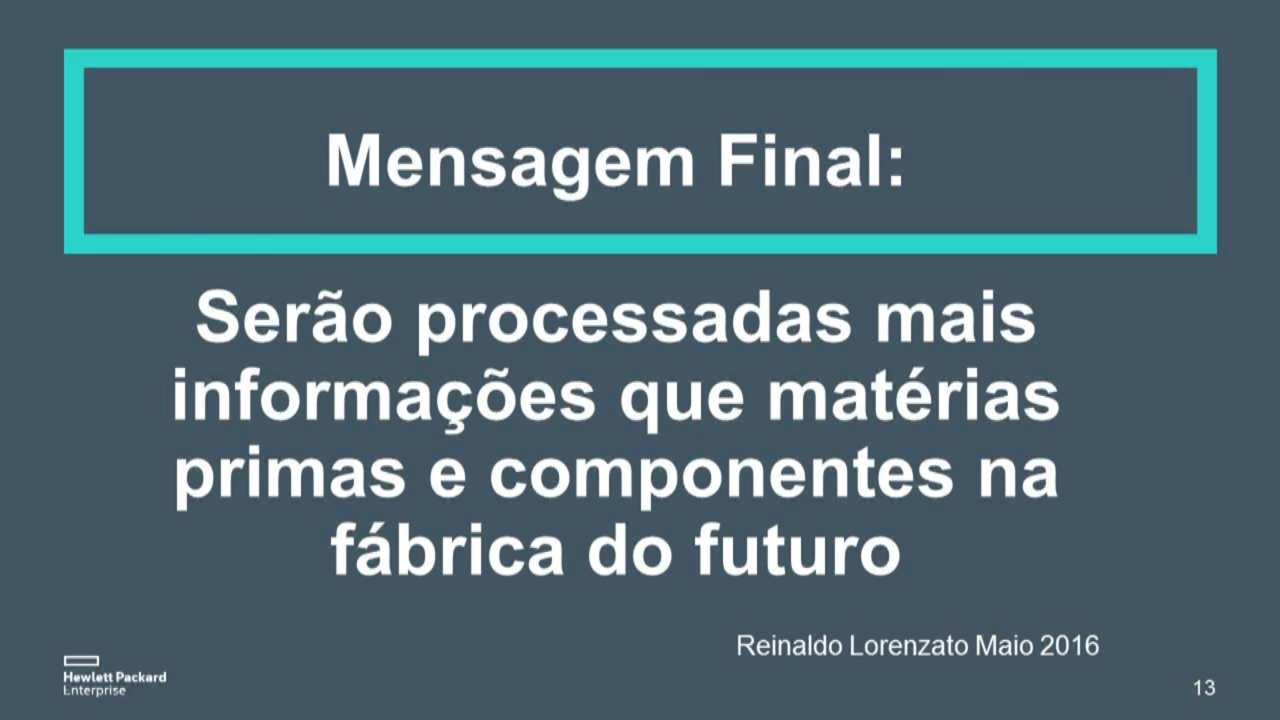 Mensagem Final:
Serão processadas mais
informações que matérias
primas e componentes na
fábrica do futuro
Reinaldo Lorenzato Maio 2016
Hewlett Packard
Enterprise
13